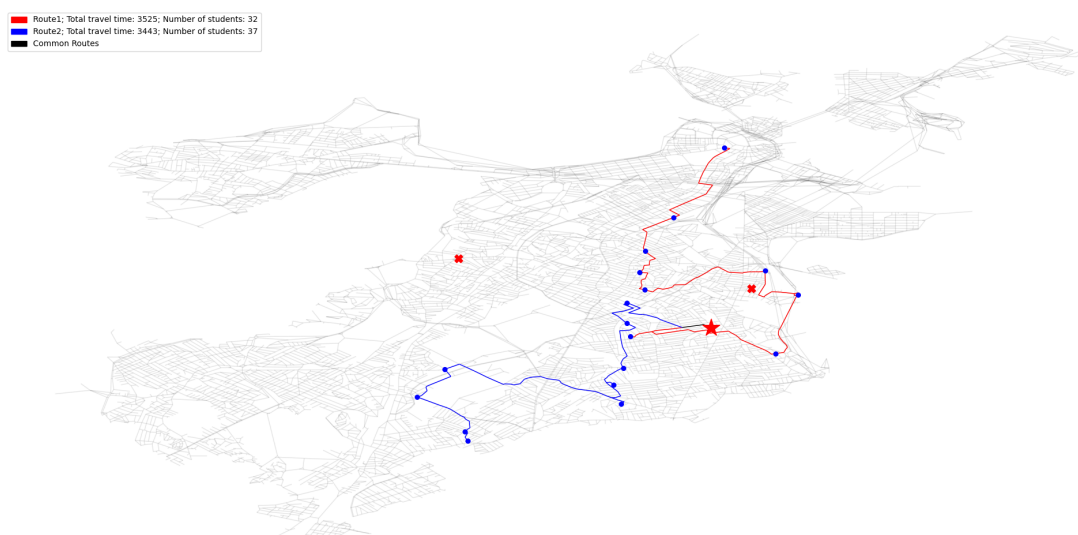 Route1; Total travel time: 3525; Number of students: 32
Route2; Total travel time: 3443; Number of students: 37
Common Routes